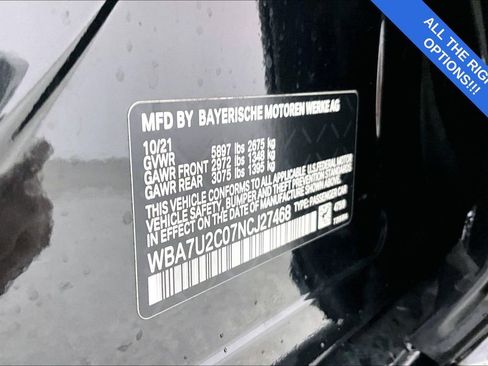 ALL THE RIGHT
OPTIONS!!!
MFD BY BAYERISCHE MOTOREN WERKE AG
10/21
GVWR 5897 lbs 2675 kg
GAWR FRONT 2972 lbs 1348 kg
GAWR REAR 3075 lbs 1395 kg
THIS VEHICLE CONFORMS TO ALL APPLICABLE U.S.FEDERAL MOTOR
VEHICLE SAFETY, BUMPER AND THEFT PREVENTION STANDARDS
IN EFFECT ON THE DATE OF MANUFACTURE SHOWN ABOVE.
WBA7U2C07NCJ27468 TYPE: PASSENGER CAR